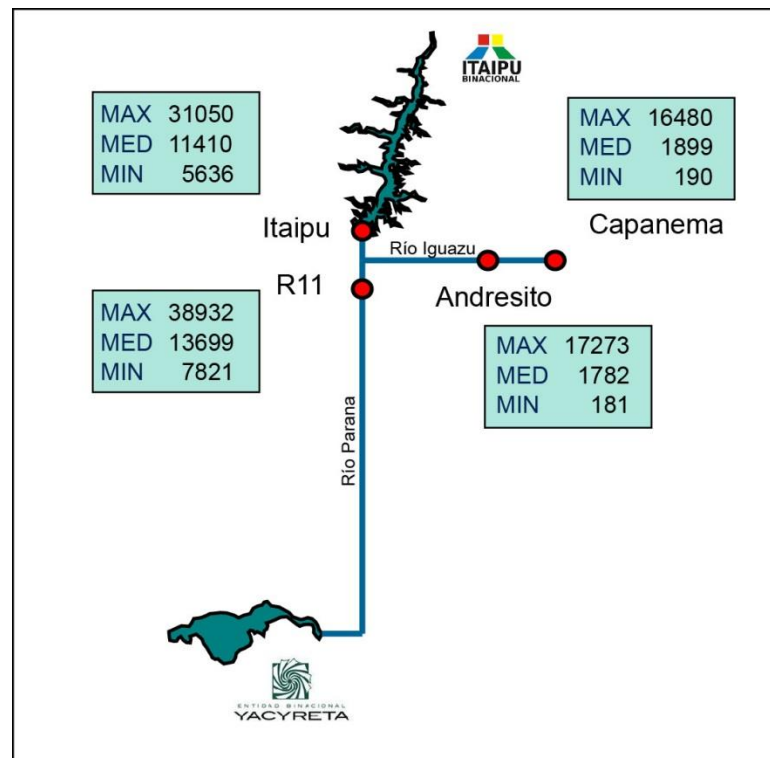 ITAIPU
BINACIONAL
MAX 31050
MED 11410
MIN 5636
MAX 16480
MED 1899
MIN 190
Itaipu
Río Iguazu
Capanema
R11
Andresito
MAX 38932
MED 13699
MIN 7821
MAX 17273
MED 1782
MIN 181
Río Parana
ENTIDAD BINACIONAL
YACYRETA